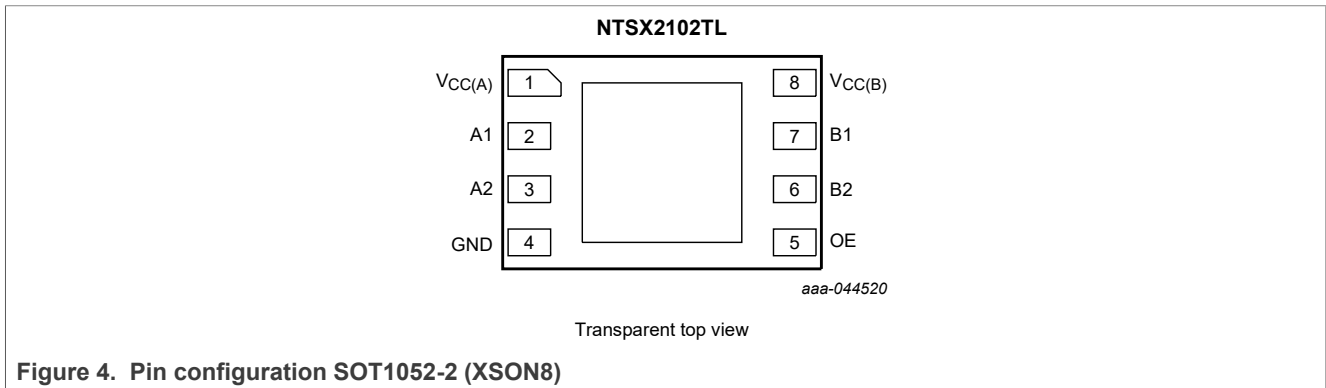 NTSX2102TL
VCC(A) 1 8 VCC(B)
A1 2 7 B1
A2 3 6 B2
GND 4 5 OE
aaa-044520
Transparent top view
Figure 4. Pin configuration SOT1052-2 (XSON8)